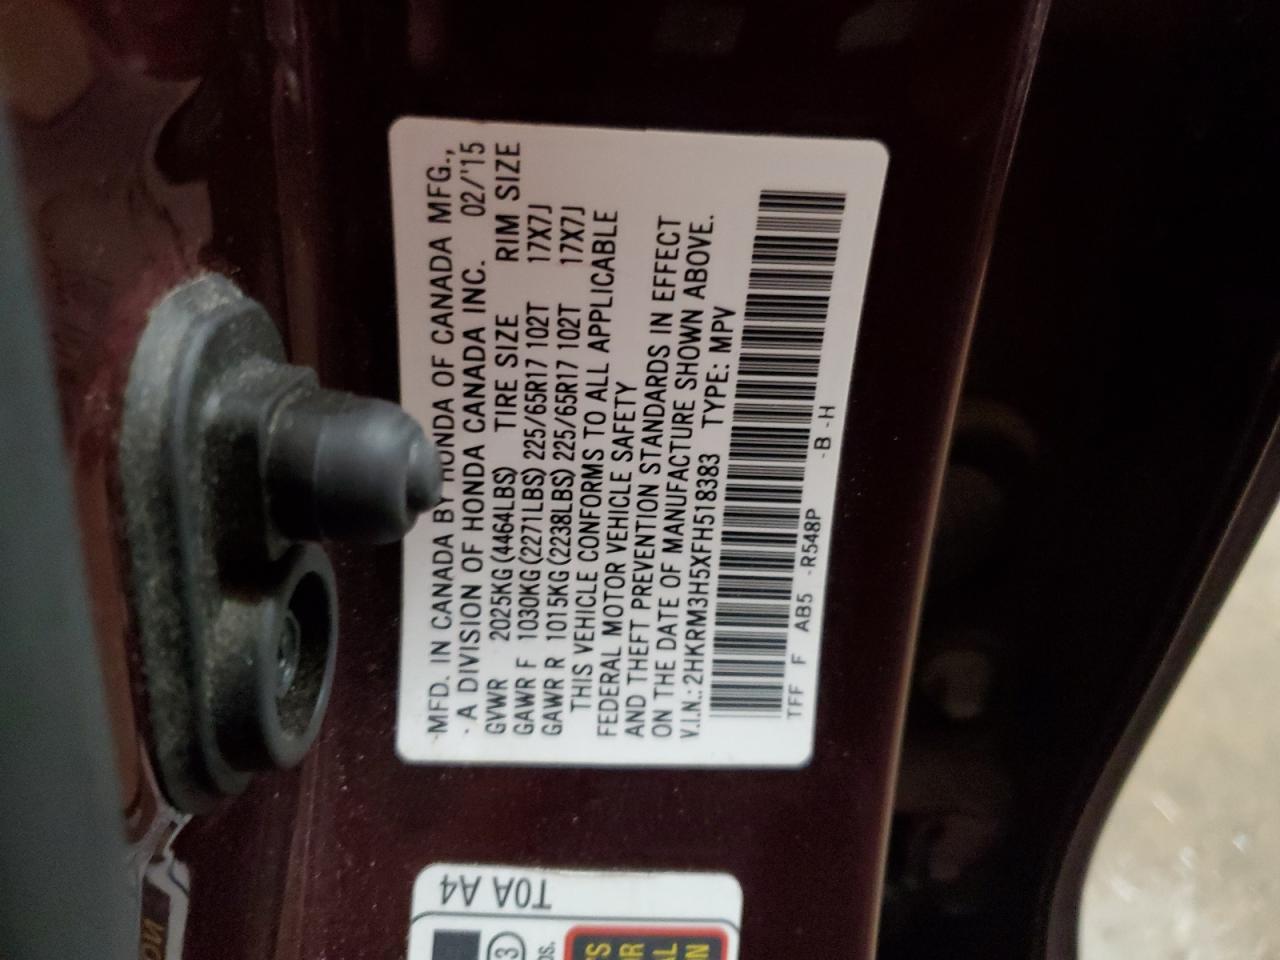 MFD. IN CANADA BY HONDA OF CANADA MFG.,
A DIVISION OF HONDA CANADA INC. 02/'15
GVWR 2025KG (4464LBS) TIRE SIZE RIM SIZE
GAWR F 1030KG (2271LBS) 225/65R17 102T 17X7J
GAWR R 1015KG (2238LBS) 225/65R17 102T 17X7J
THIS VEHICLE CONFORMS TO ALL APPLICABLE
FEDERAL MOTOR VEHICLE SAFETY
AND THEFT PREVENTION STANDARDS IN EFFECT
ON THE DATE OF MANUFACTURE SHOWN ABOVE.
V.I.N.: 2HKRM3H5XFH518383 TYPE: MPV
TFF F AB5 -R548P -B -H
T0A A4